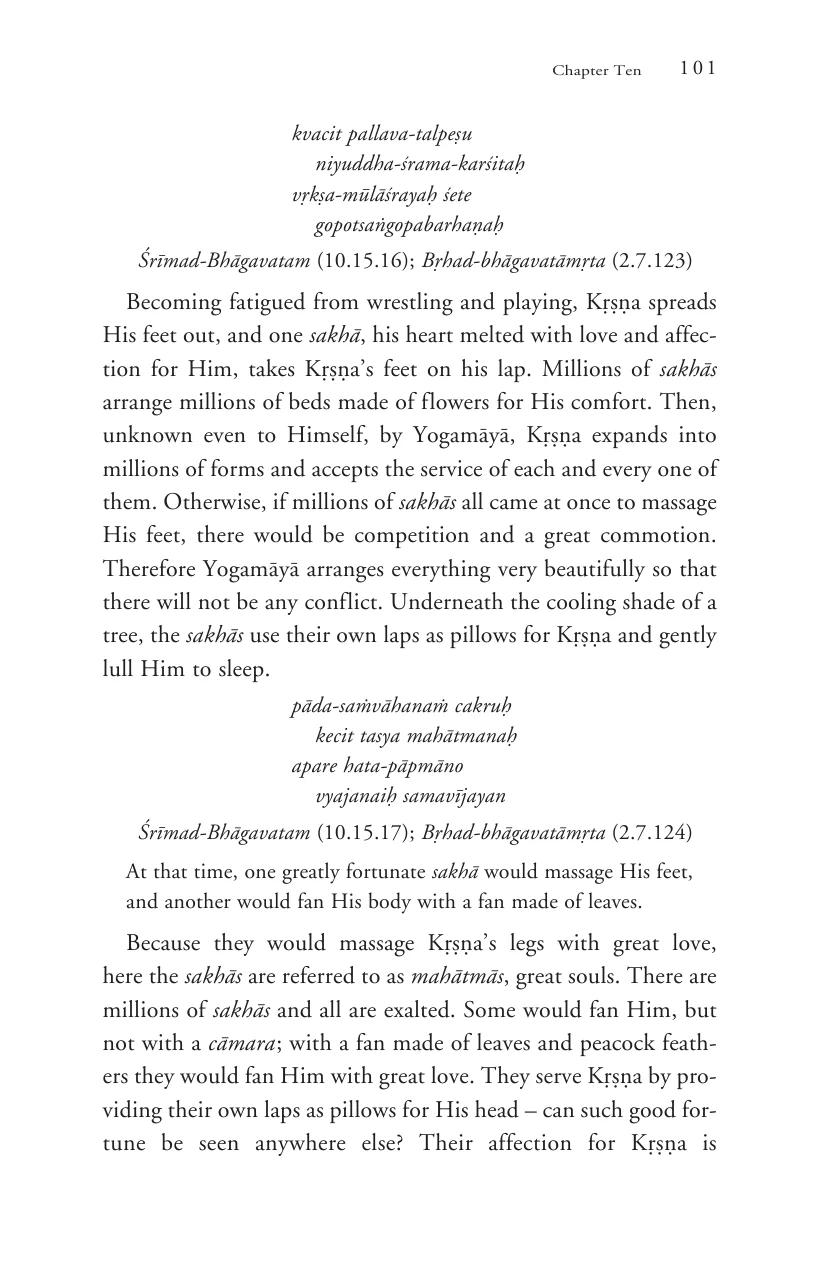 Chapter Ten 101
kvacit pallava-talpeṣu
niyuddha-śrama-karśitaḥ
vṛkṣa-mūlāśrayaḥ śete
gopotsaṅgopabarhaṇaḥ
Śrīmad-Bhāgavatam (10.15.16); Bṛhad-bhāgavatāmṛta (2.7.123)
Becoming fatigued from wrestling and playing, Kṛṣṇa spreads
His feet out, and one sakhā, his heart melted with love and affec-
tion for Him, takes Kṛṣṇa’s feet on his lap. Millions of sakhās
arrange millions of beds made of flowers for His comfort. Then,
unknown even to Himself, by Yogamāyā, Kṛṣṇa expands into
millions of forms and accepts the service of each and every one of
them. Otherwise, if millions of sakhās all came at once to massage
His feet, there would be competition and a great commotion.
Therefore Yogamāyā arranges everything very beautifully so that
there will not be any conflict. Underneath the cooling shade of a
tree, the sakhās use their own laps as pillows for Kṛṣṇa and gently
lull Him to sleep.
pāda-saṁvāhanaṁ cakruḥ
kecit tasya mahātmanaḥ
apare hata-pāpmāno
vyajanaiḥ samavījayan
Śrīmad-Bhāgavatam (10.15.17); Bṛhad-bhāgavatāmṛta (2.7.124)
At that time, one greatly fortunate sakhā would massage His feet,
and another would fan His body with a fan made of leaves.
Because they would massage Kṛṣṇa’s legs with great love,
here the sakhās are referred to as mahātmās, great souls. There are
millions of sakhās and all are exalted. Some would fan Him, but
not with a cāmara; with a fan made of leaves and peacock feath-
ers they would fan Him with great love. They serve Kṛṣṇa by pro-
viding their own laps as pillows for His head – can such good for-
tune be seen anywhere else? Their affection for Kṛṣṇa is